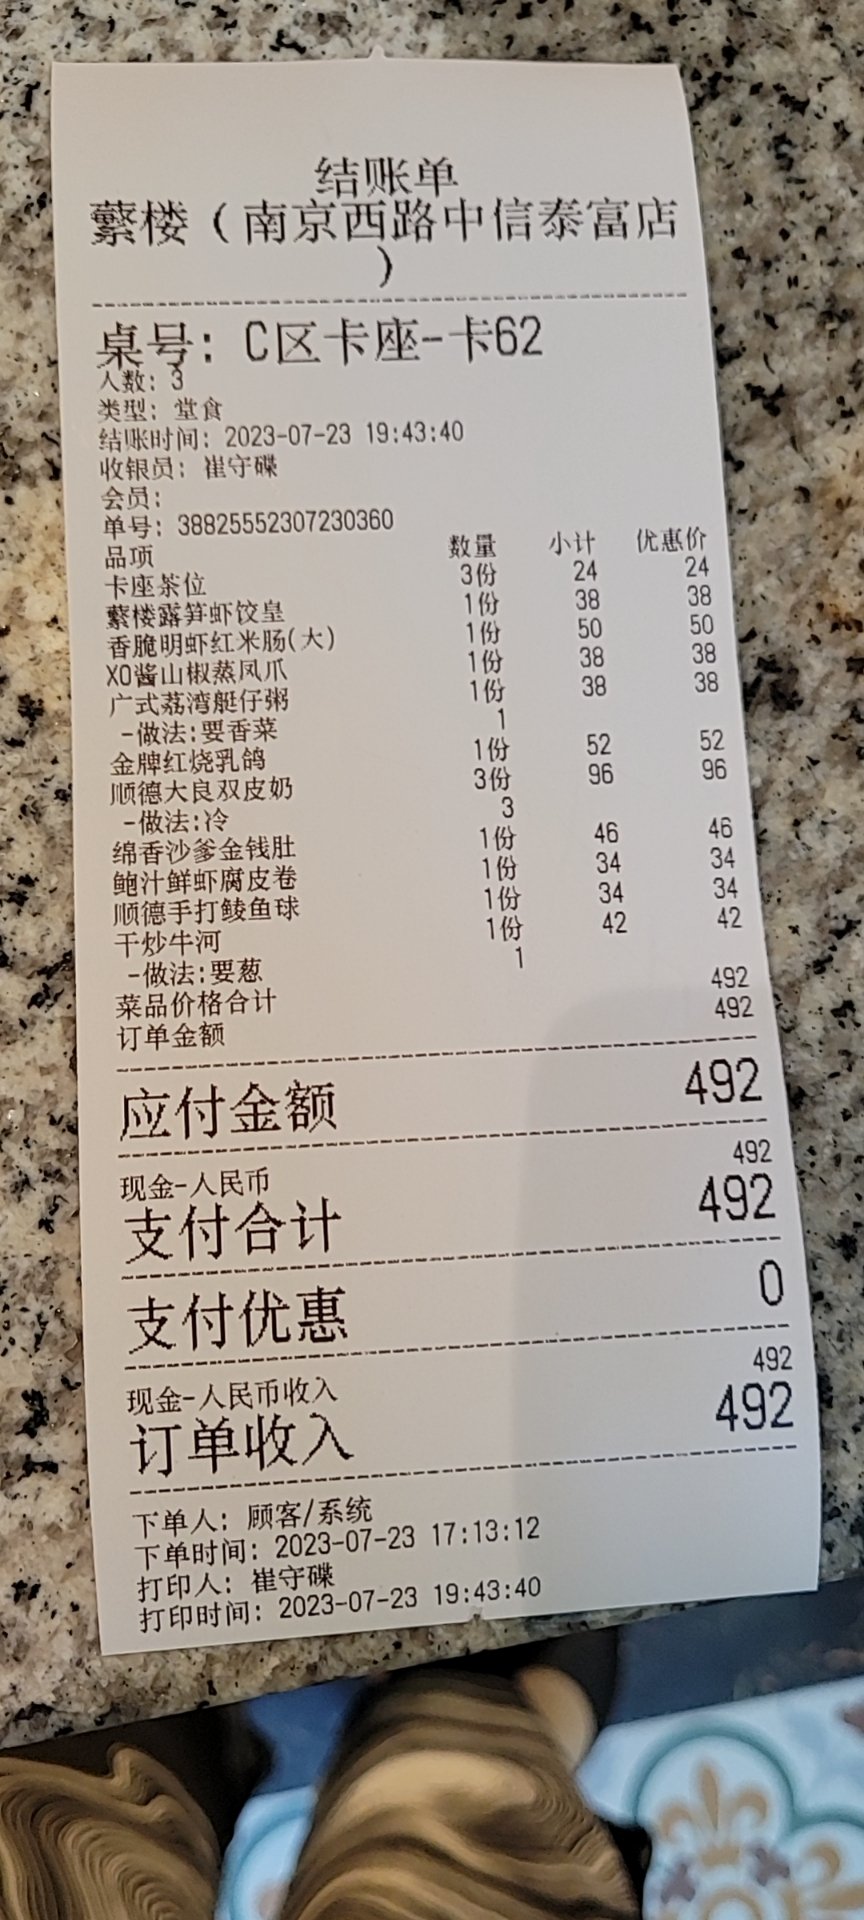 结账单
蘩楼（南京西路中信泰富店
）
桌号: C区卡座-卡62
人数: 3
类型: 堂食
结账时间: 2023-07-23 19:43:40
收银员: 崔守碟
会员:
单号: 38825552307230360
品项 数量 小计 优惠价
卡座茶位 3份 24 24
蘩楼露笋虾饺皇 1份 38 38
香脆明虾红米肠(大) 1份 50 50
XO酱山椒蒸凤爪 1份 38 38
广式荔湾艇仔粥 1份 38 38
-做法:要香菜 1
金牌红烧乳鸽 1份 52 52
顺德大良双皮奶 3份 96 96
-做法:冷 3
绵香沙爹金钱肚 1份 46 46
鲍汁鲜虾腐皮卷 1份 34 34
顺德手打鲮鱼球 1份 34 34
干炒牛河 1份 42 42
-做法:要葱 1
菜品价格合计 492
订单金额 492
应付金额 492
现金-人民币 492
支付合计 492
支付优惠 0
现金-人民币收入 492
订单收入 492
下单人: 顾客/系统
下单时间: 2023-07-23 17:13:12
打印人: 崔守碟
打印时间: 2023-07-23 19:43:40